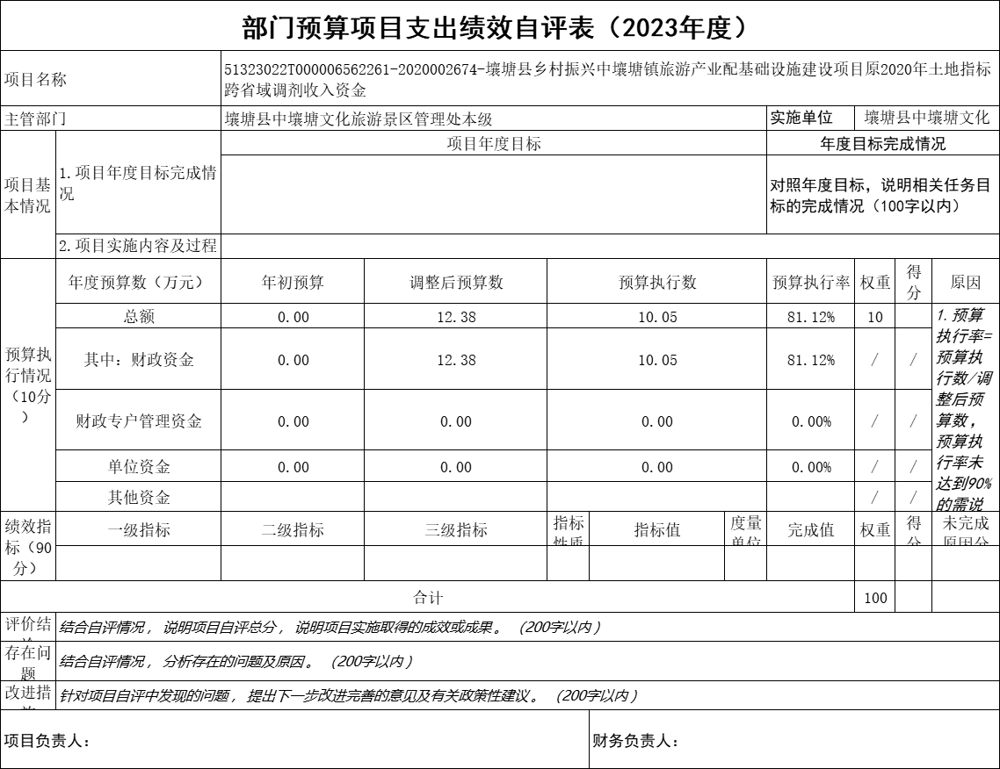 部门预算项目支出绩效自评表（2023年度）
项目名称
51323022T000006562261-2020002674-壤塘县乡村振兴中壤塘镇旅游产业配基础设施建设项目原2020年土地指标
跨省域调剂收入资金
主管部门
壤塘县中壤塘文化旅游景区管理处本级
实施单位
壤塘县中壤塘文化
项目基
本情况
1.项目年度目标完成情
况
项目年度目标
年度目标完成情况
对照年度目标，说明相关任务目
标的完成情况（100字以内）
2.项目实施内容及过程
预算执
行情况
（10分
）
年度预算数（万元）
年初预算
调整后预算数
预算执行数
预算执行率
权重
得
分
原因
总额
0.00
12.38
10.05
81.12%
10
1.预算
执行率=
预算执
行数/调
整后预
算数，
预算执
行率未
达到90%
的需说
其中：财政资金
0.00
12.38
10.05
81.12%
/
/
财政专户管理资金
0.00
0.00
0.00
0.00%
/
/
单位资金
0.00
0.00
0.00
0.00%
/
/
其他资金
/
/
绩效指
标（90
分）
一级指标
二级指标
三级指标
指标
性质
指标值
度量
单位
完成值
权重
得
分
未完成
原因分
合计
100
评价结
论
结合自评情况，说明项目自评总分，说明项目实施取得的成效或成果。（200字以内）
存在问
题
结合自评情况，分析存在的问题及原因。（200字以内）
改进措
施
针对项目自评中发现的问题，提出下一步改进完善的意见及有关政策性建议。（200字以内）
项目负责人：
财务负责人：